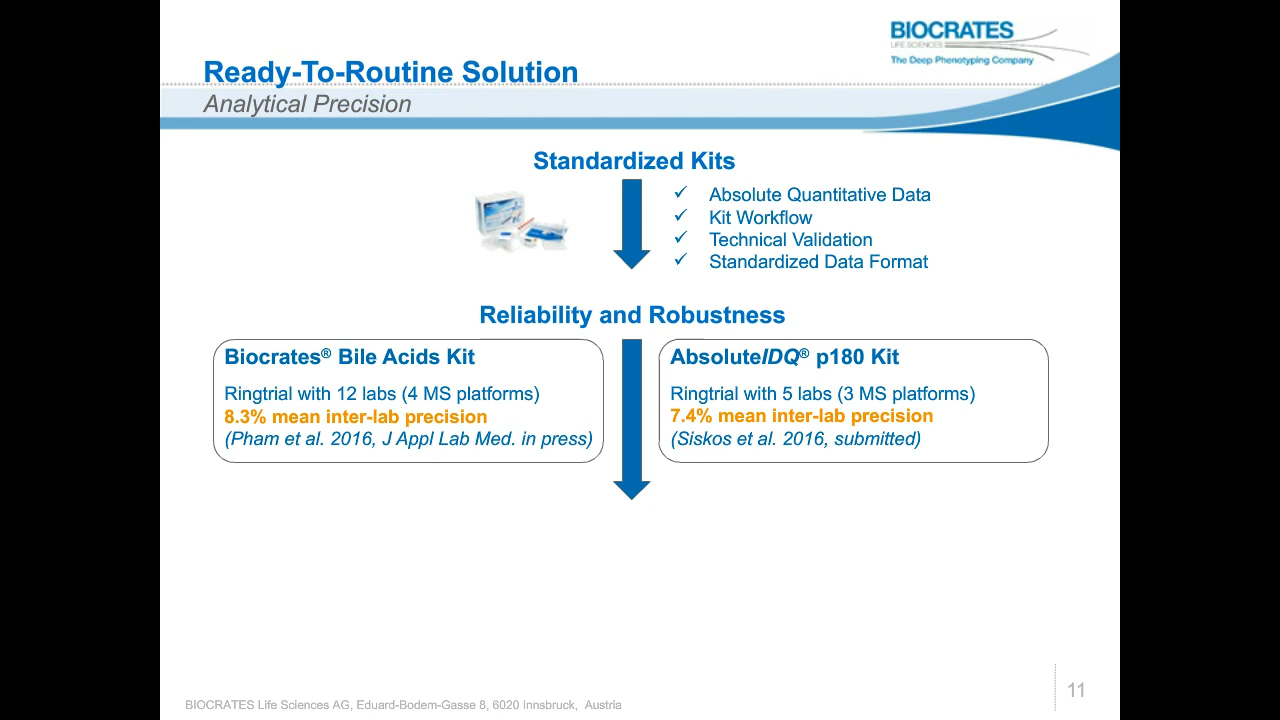 BIOCRATES
LIFE SCIENCES
The Deep Phenotyping Company
Ready-To-Routine Solution
Analytical Precision
Standardized Kits
✓ Absolute Quantitative Data
✓ Kit Workflow
✓ Technical Validation
✓ Standardized Data Format
Reliability and Robustness
Biocrates® Bile Acids Kit
Ringtrial with 12 labs (4 MS platforms)
8.3% mean inter-lab precision
(Pham et al. 2016, J Appl Lab Med. in press)
AbsoluteIDQ® p180 Kit
Ringtrial with 5 labs (3 MS platforms)
7.4% mean inter-lab precision
(Siskos et al. 2016, submitted)
BIOCRATES Life Sciences AG, Eduard-Bodem-Gasse 8, 6020 Innsbruck, Austria
11